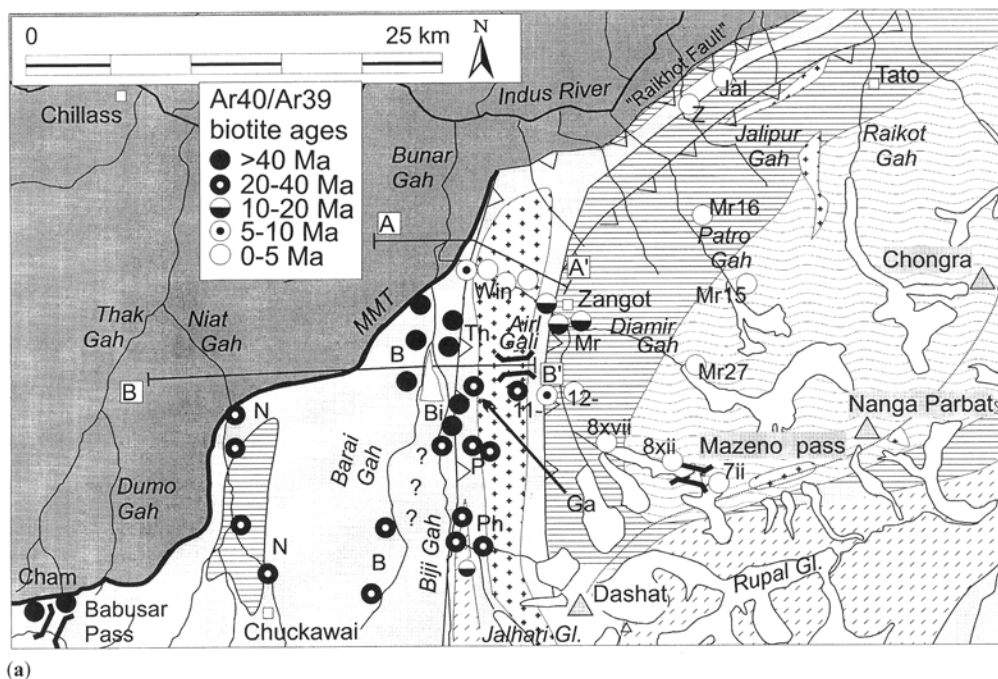 0 25 km
N
Ar40/Ar39
biotite ages
>40 Ma
20-40 Ma
10-20 Ma
5-10 Ma
0-5 Ma
Chillass
Indus River
"Raikhot Fault"
Jal
Tato
Z
Bunar
Gah
Jalipur
Gah
Raikot
Gah
A
A'
Mr16
Patro
Gah
Chongra
Win
Zangot
Mr15
MMT
Thak
Gah
Niat
Gah
Th
Airl
Gali
Mr
Diamir
Gah
B
B
B'
Mr27
Bi
11-
12-
Nanga Parbat
N
8xvii
8xii
Mazeno pass
7ii
?
P
Barai
Gah
?
?
Ga
Dumo
Gah
Ph
Biji Gah
N
B
Rupal Gl.
Cham
Babusar
Pass
Chuckawai
Dashat
Jalhari Gl.
(a)